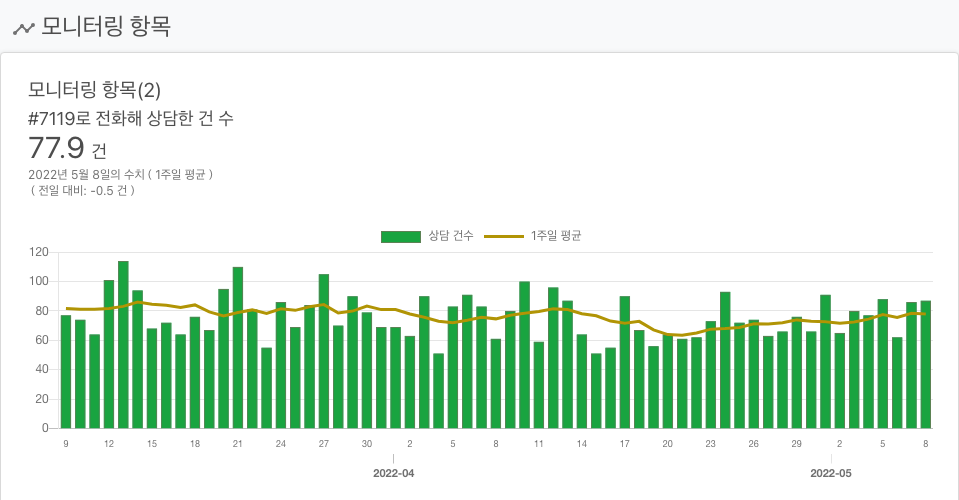 모니터링 항목
모니터링 항목(2)
#7119로 전화해 상담한 건 수
77.9 건
2022년 5월 8일의 수치 ( 1주일 평균 )
( 전일 대비: -0.5 건 )
상담 건수 1주일 평균
120
100
80
60
40
20
0
9 12 15 18 21 24 27 30 2 5 8 11 14 17 20 23 26 29 2 5 8
2022-04 2022-05